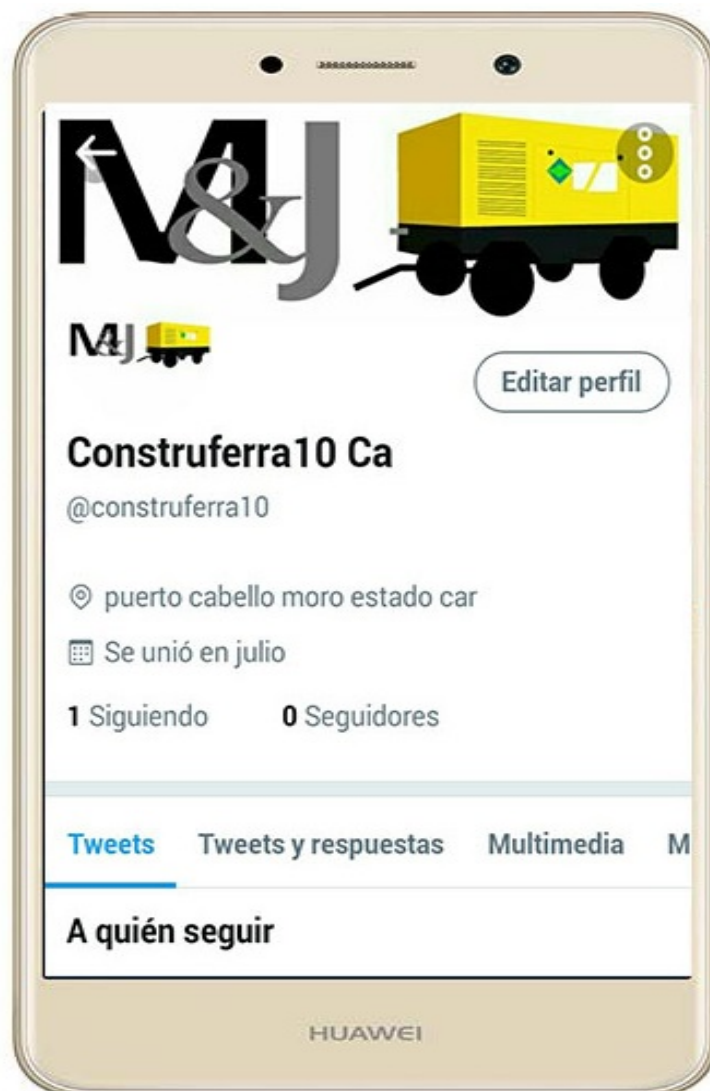 M&J
M&J
Editar perfil
Construferra10 Ca
@construferra10
puerto cabello moro estado car
Se unió en julio
1 Siguiendo 0 Seguidores
Tweets Tweets y respuestas Multimedia M
A quién seguir
HUAWEI